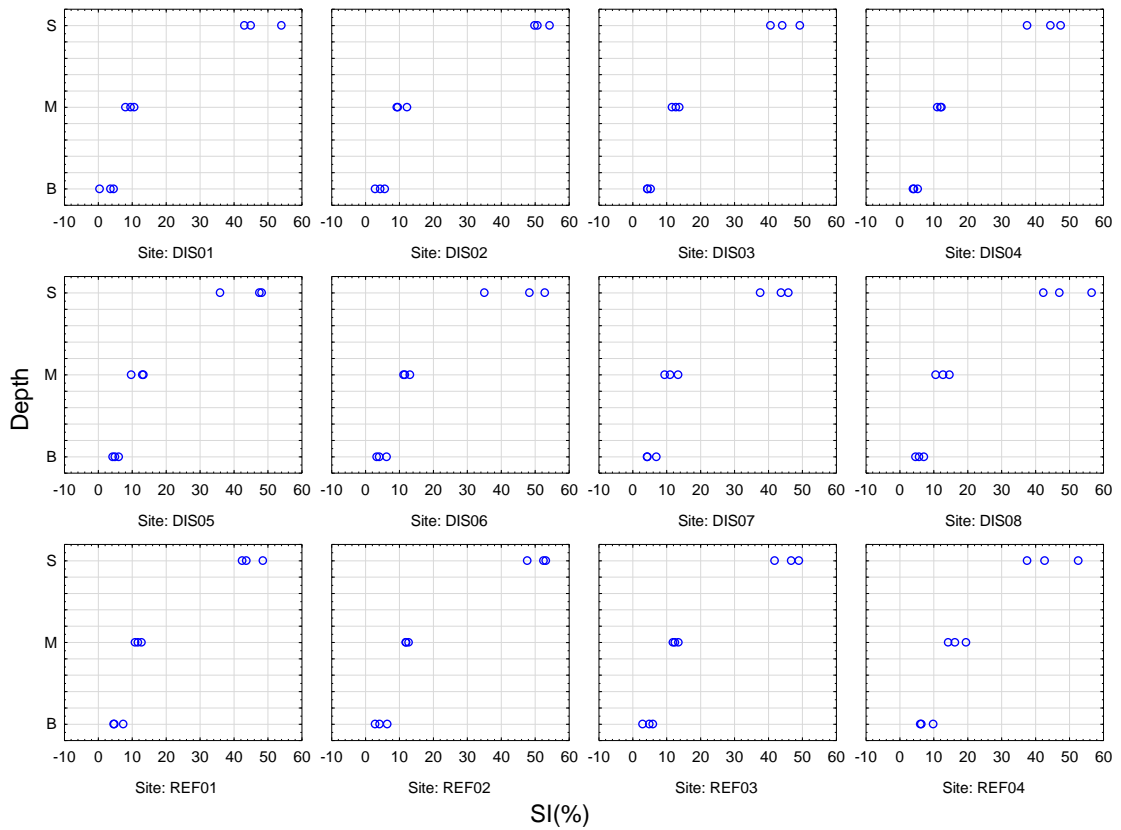 S
M
B
-10 0 10 20 30 40 50 60 -10 0 10 20 30 40 50 60 -10 0 10 20 30 40 50 60 -10 0 10 20 30 40 50 60
Site: DIS01 Site: DIS02 Site: DIS03 Site: DIS04
S
M
B
Depth
-10 0 10 20 30 40 50 60 -10 0 10 20 30 40 50 60 -10 0 10 20 30 40 50 60 -10 0 10 20 30 40 50 60
Site: DIS05 Site: DIS06 Site: DIS07 Site: DIS08
S
M
B
-10 0 10 20 30 40 50 60 -10 0 10 20 30 40 50 60 -10 0 10 20 30 40 50 60 -10 0 10 20 30 40 50 60
Site: REF01 Site: REF02 Site: REF03 Site: REF04
SI(%)